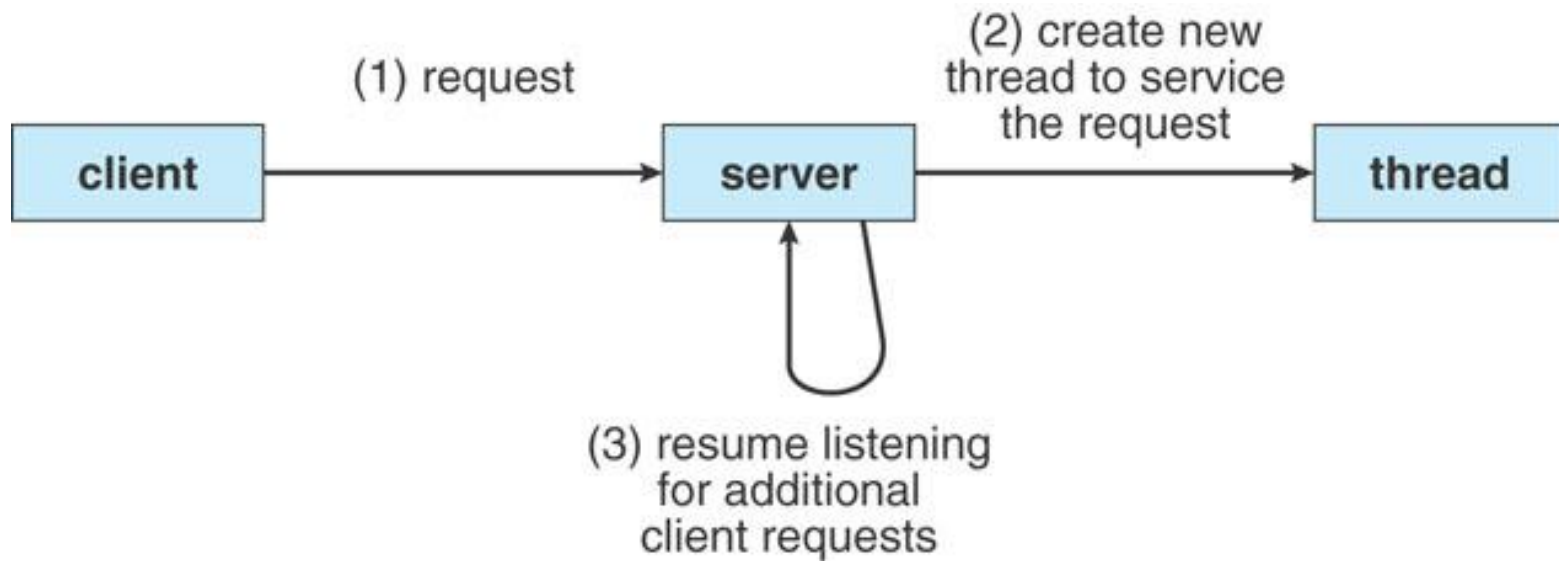 (1) request
(2) create new
thread to service
the request
client
server
thread
(3) resume listening
for additional
client requests